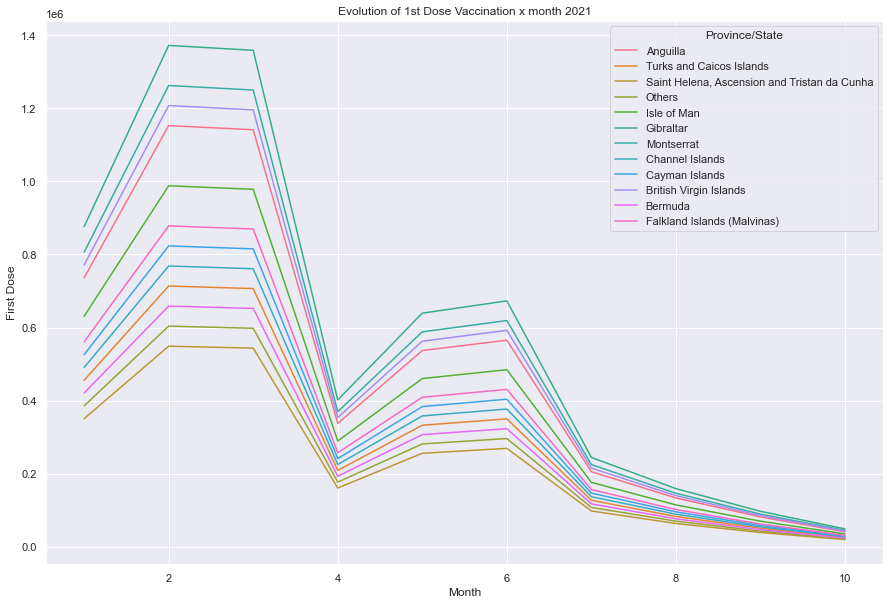 Evolution of 1st Dose Vaccination x month 2021
1e6
1.4
1.2
1.0
0.8
0.6
0.4
0.2
0.0
First Dose
2
4
6
8
10
Month
Province/State
Anguilla
Turks and Caicos Islands
Saint Helena, Ascension and Tristan da Cunha
Others
Isle of Man
Gibraltar
Montserrat
Channel Islands
Cayman Islands
British Virgin Islands
Bermuda
Falkland Islands (Malvinas)